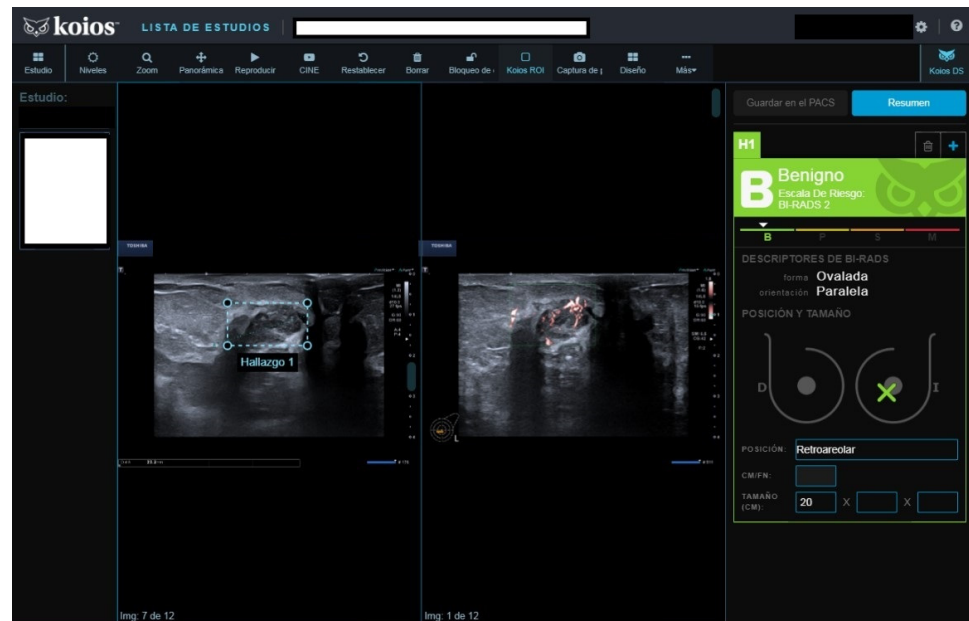 koios™ LISTA DE ESTUDIOS
Estudio Niveles Zoom Panorámica Reproducir CINE Restablecer Borrar Bloqueo de Koios ROI Captura de Diseño Más Koios DS
Estudio:
Guardar en el PACS Resumen
H1
B Benigno
Escala De Riesgo:
BI-RADS 2
B P S M
DESCRIPTORES DE BI-RADS
forma Ovalada
orientación Paralela
POSICIÓN Y TAMAÑO
D I
POSICIÓN: Retroareolar
CM/FN:
TAMAÑO
(CM): 20 X X
TOSHIBA
TOSHIBA
Hallazgo 1
L
Img: 7 de 12
Img: 1 de 12